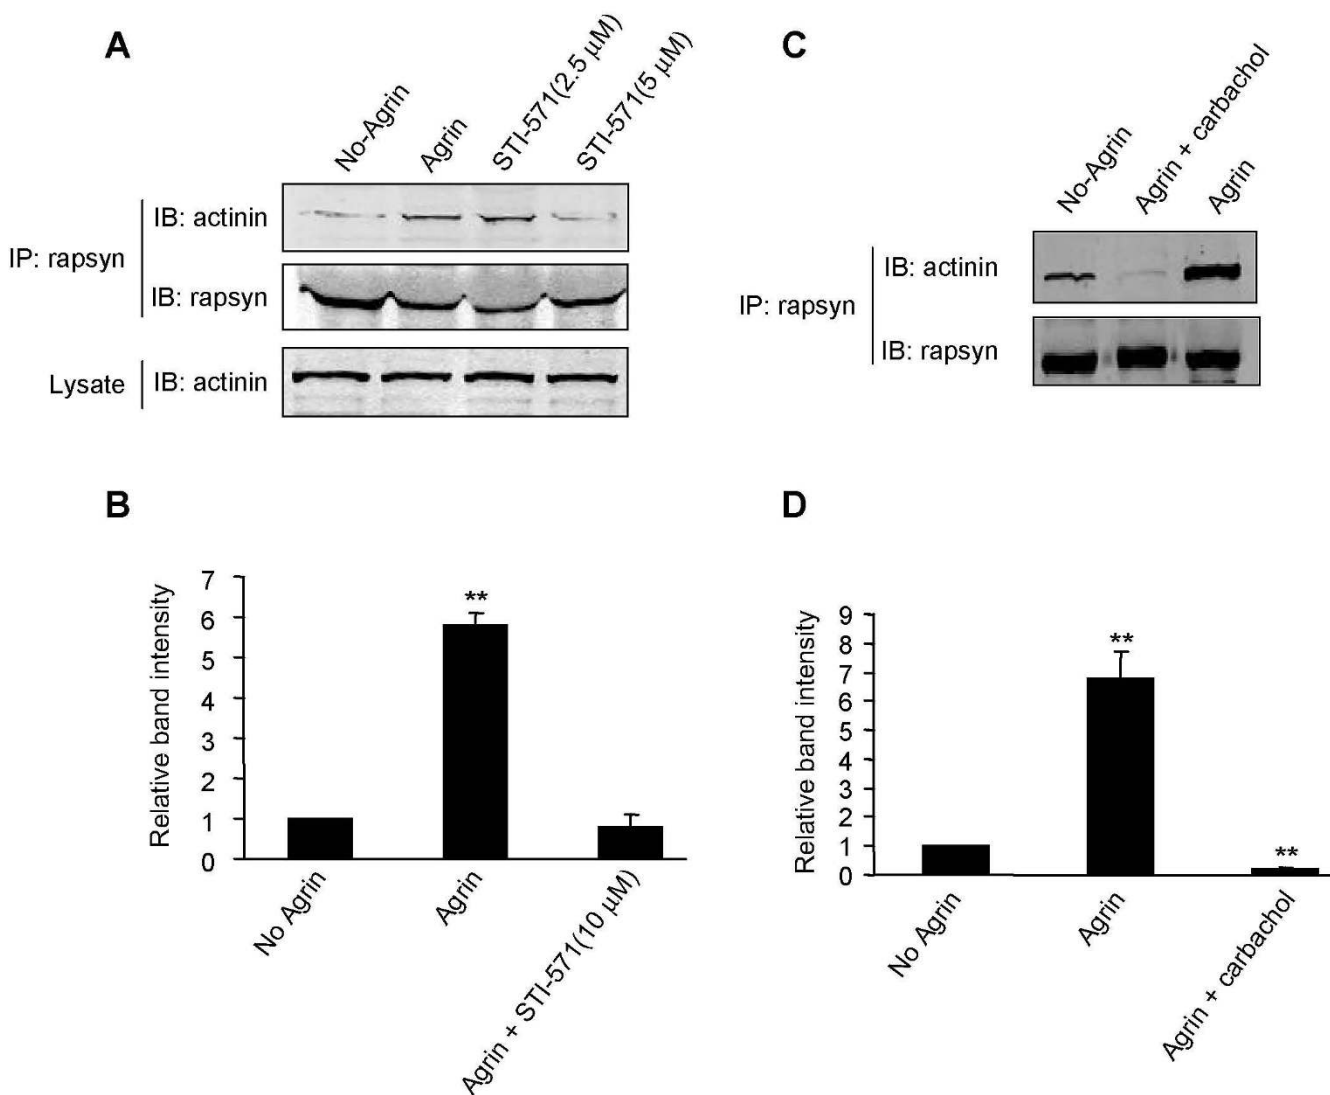 A
No-Agrin
Agrin
STI-571(2.5 μM)
STI-571(5 μM)
IP: rapsyn
IB: actinin
IB: rapsyn
Lysate
IB: actinin
C
No-Agrin
Agrin + carbachol
Agrin
IP: rapsyn
IB: actinin
IB: rapsyn
B
Relative band intensity
7
6
5
4
3
2
1
0
**
No Agrin
Agrin
Agrin + STI-571(10 μM)
D
Relative band intensity
9
8
7
6
5
4
3
2
1
0
**
**
No Agrin
Agrin
Agrin + carbachol